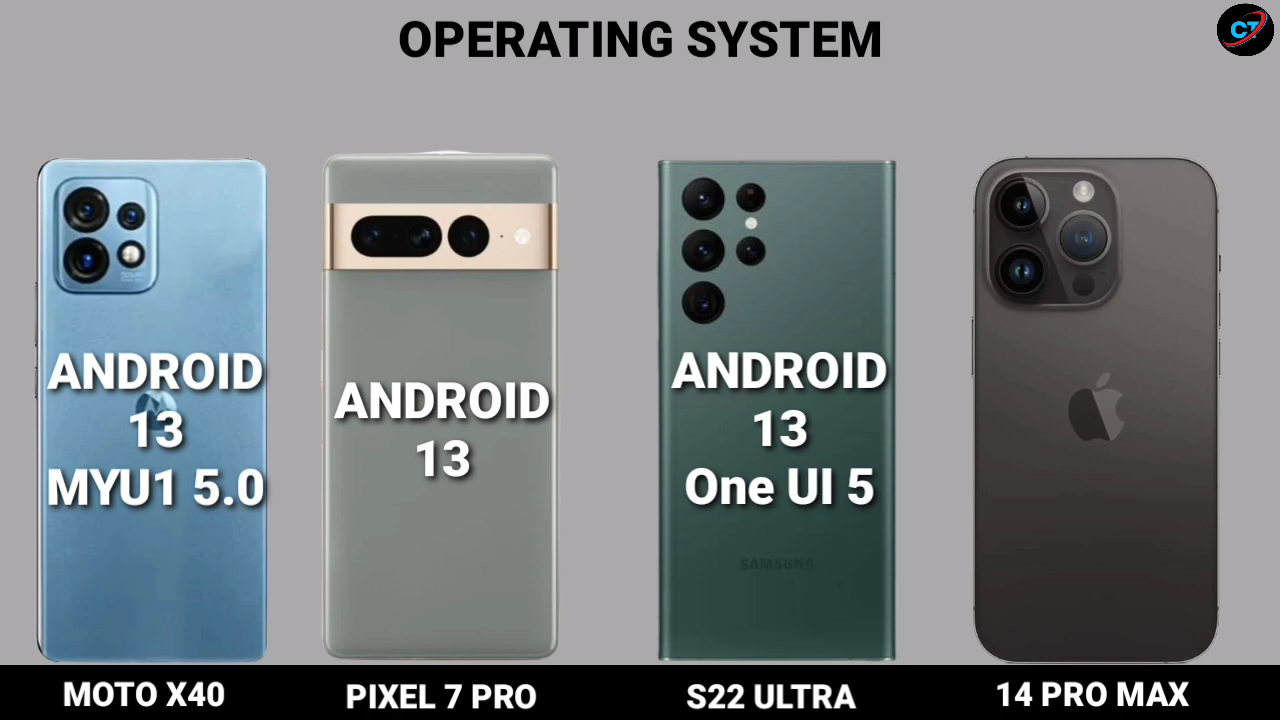 OPERATING SYSTEM
CT
ANDROID
13
MYU1 5.0
ANDROID
13
ANDROID
13
One UI 5
SAMSUNG
MOTO X40
PIXEL 7 PRO
S22 ULTRA
14 PRO MAX